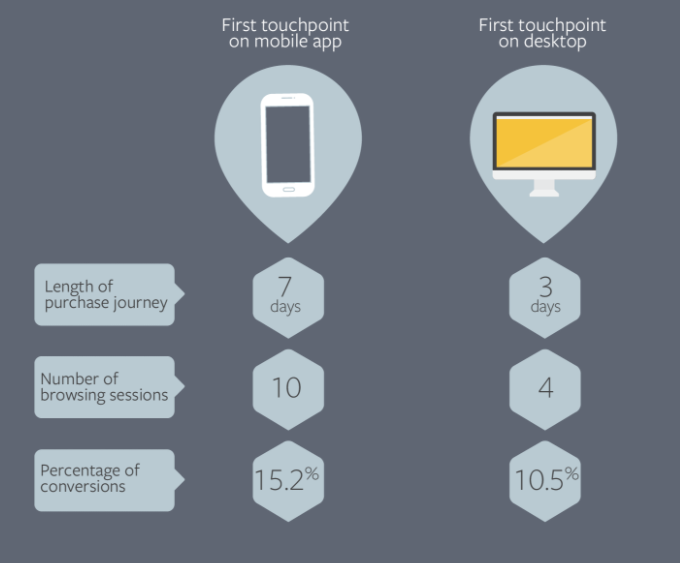 First touchpoint
on mobile app
First touchpoint
on desktop
Length of
purchase journey
7
days
3
days
Number of
browsing sessions
10
4
Percentage of
conversions
15.2%
10.5%